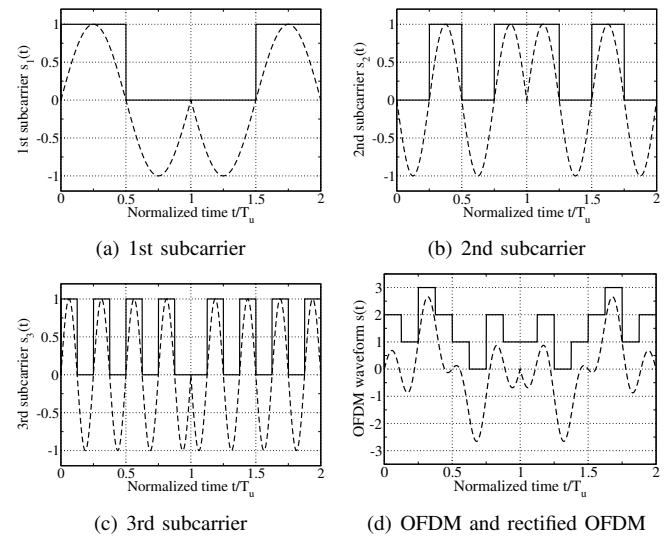 1
0.5
0
-0.5
-1
1st subcarrier s1(t)
0 0.5 1 1.5 2
Normalized time t/Tu
(a) 1st subcarrier
1
0.5
0
-0.5
-1
2nd subcarrier s2(t)
0 0.5 1 1.5 2
Normalized time t/Tu
(b) 2nd subcarrier
1
0.5
0
-0.5
-1
3rd subcarrier s3(t)
0 0.5 1 1.5 2
Normalized time t/Tu
(c) 3rd subcarrier
3
2
1
0
-1
-2
-3
OFDM waveform s(t)
0 0.5 1 1.5 2
Normalized time t/Tu
(d) OFDM and rectified OFDM